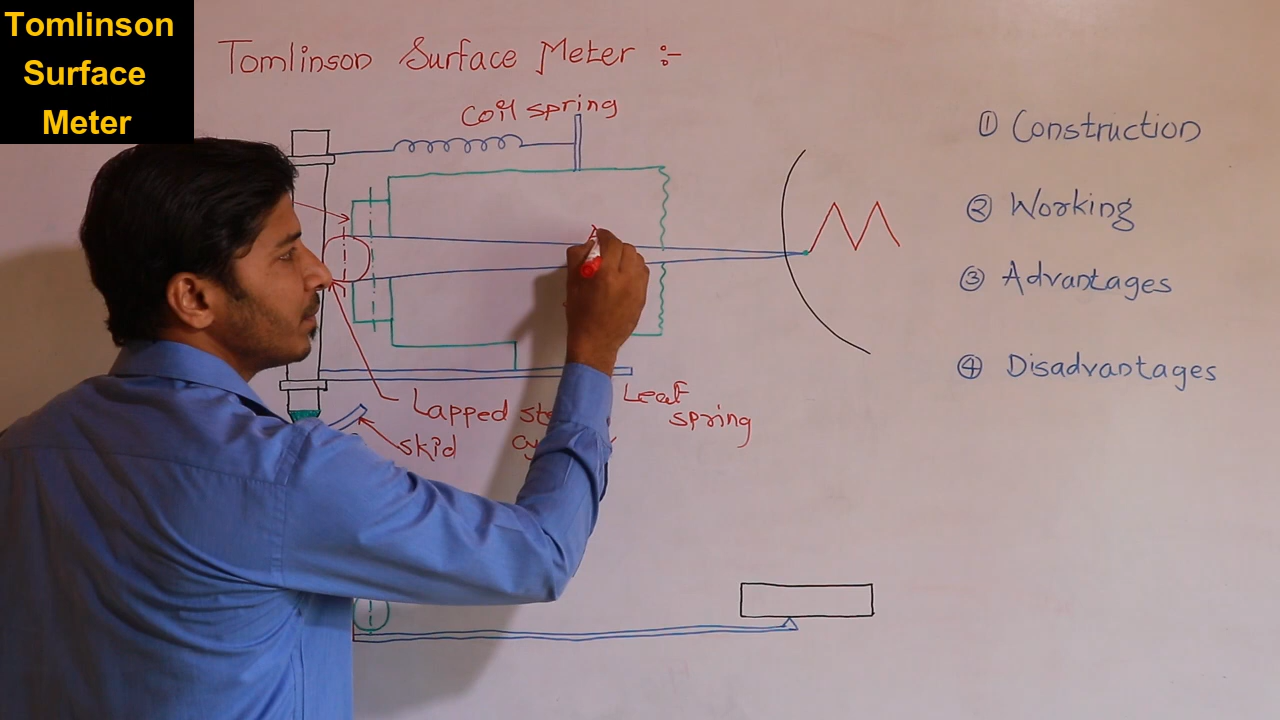 Tomlinson
Surface
Meter
Tomlinson Surface Meter :-
Coil spring
① Construction
② Working
③ Advantages
④ Disadvantages
Leaf
spring
Lapped
skid